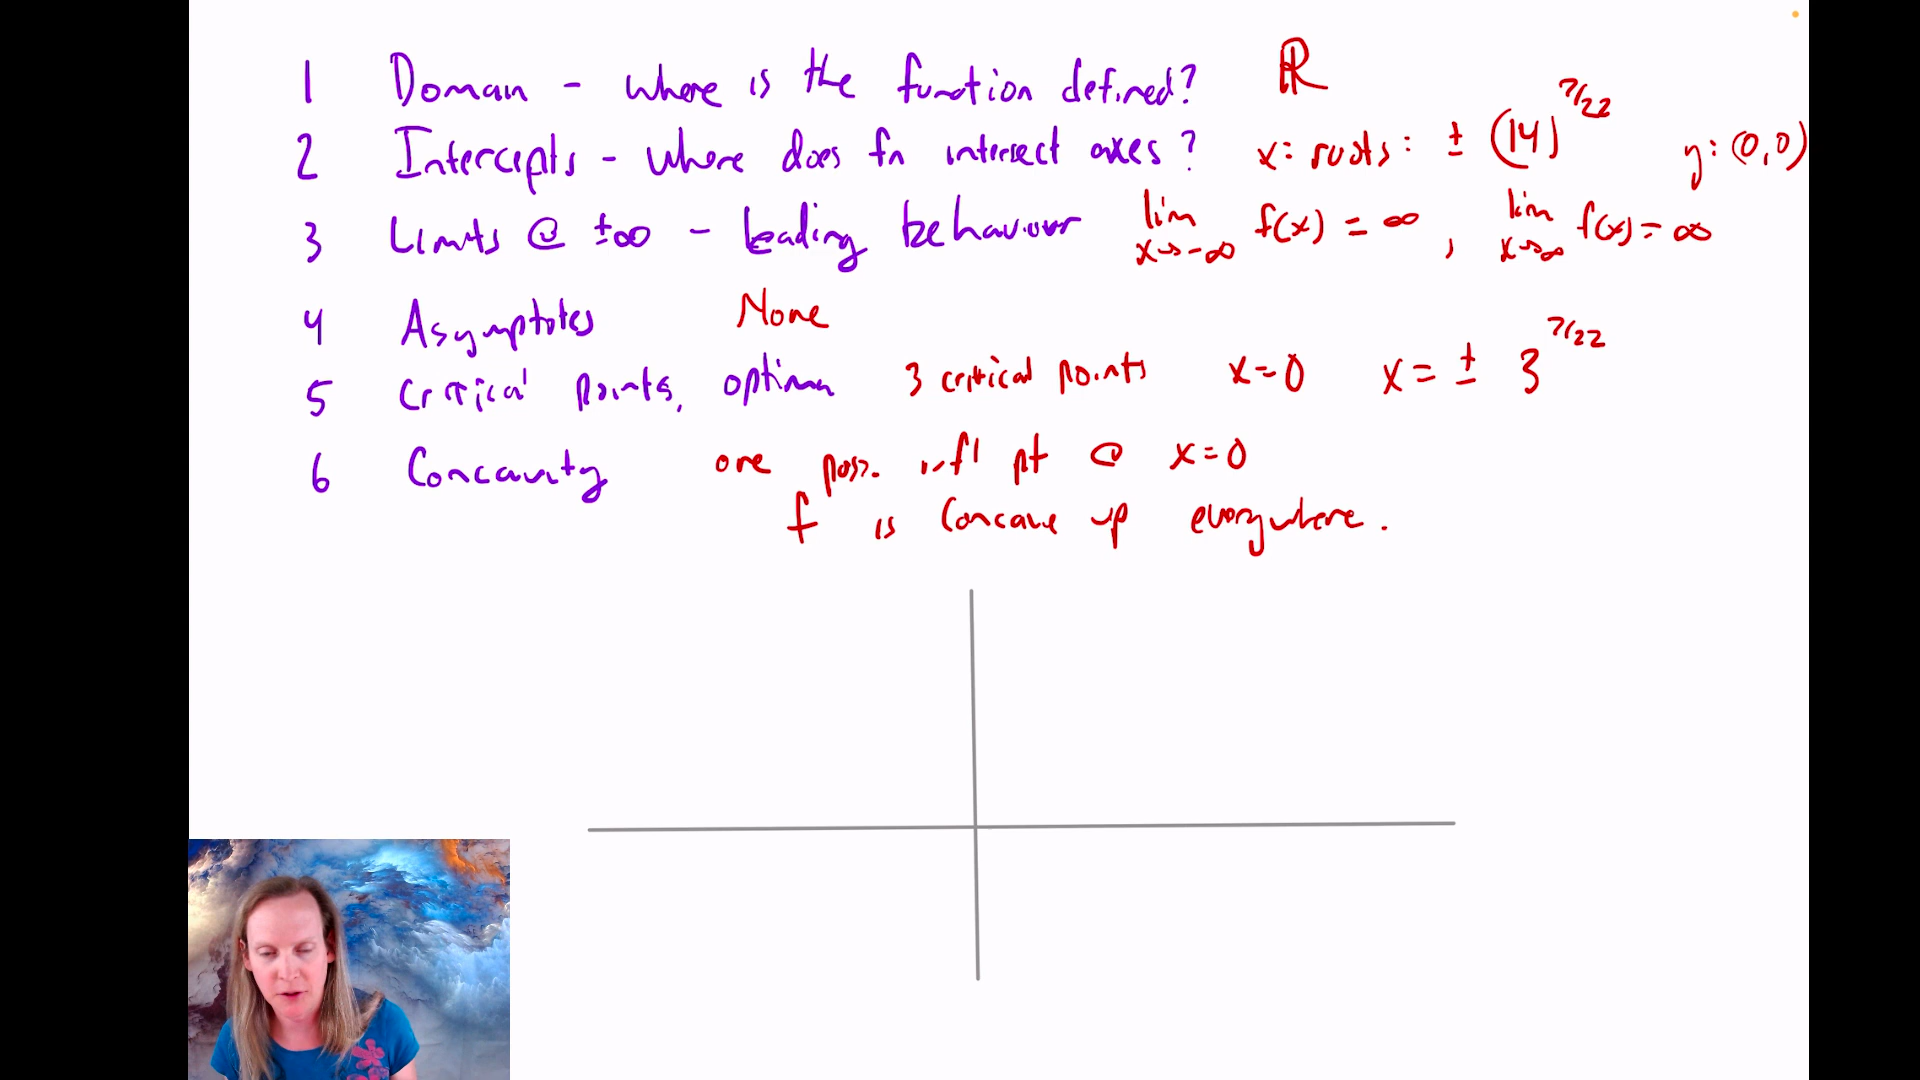 1 Domain - where is the function defined? ℝ
2 Intercepts - where does fn intersect axes? x: roots: ± (14)^7/22 y: (0,0)
3 Limits @ ±∞ - leading behaviour lim x→-∞ f(x) = ∞, lim x→∞ f(x) = ∞
4 Asymptotes None
5 Critical points, optima 3 critical points x=0 x = ± 3^7/22
6 Concavity one poss. infl pt @ x=0
f is concave up everywhere.